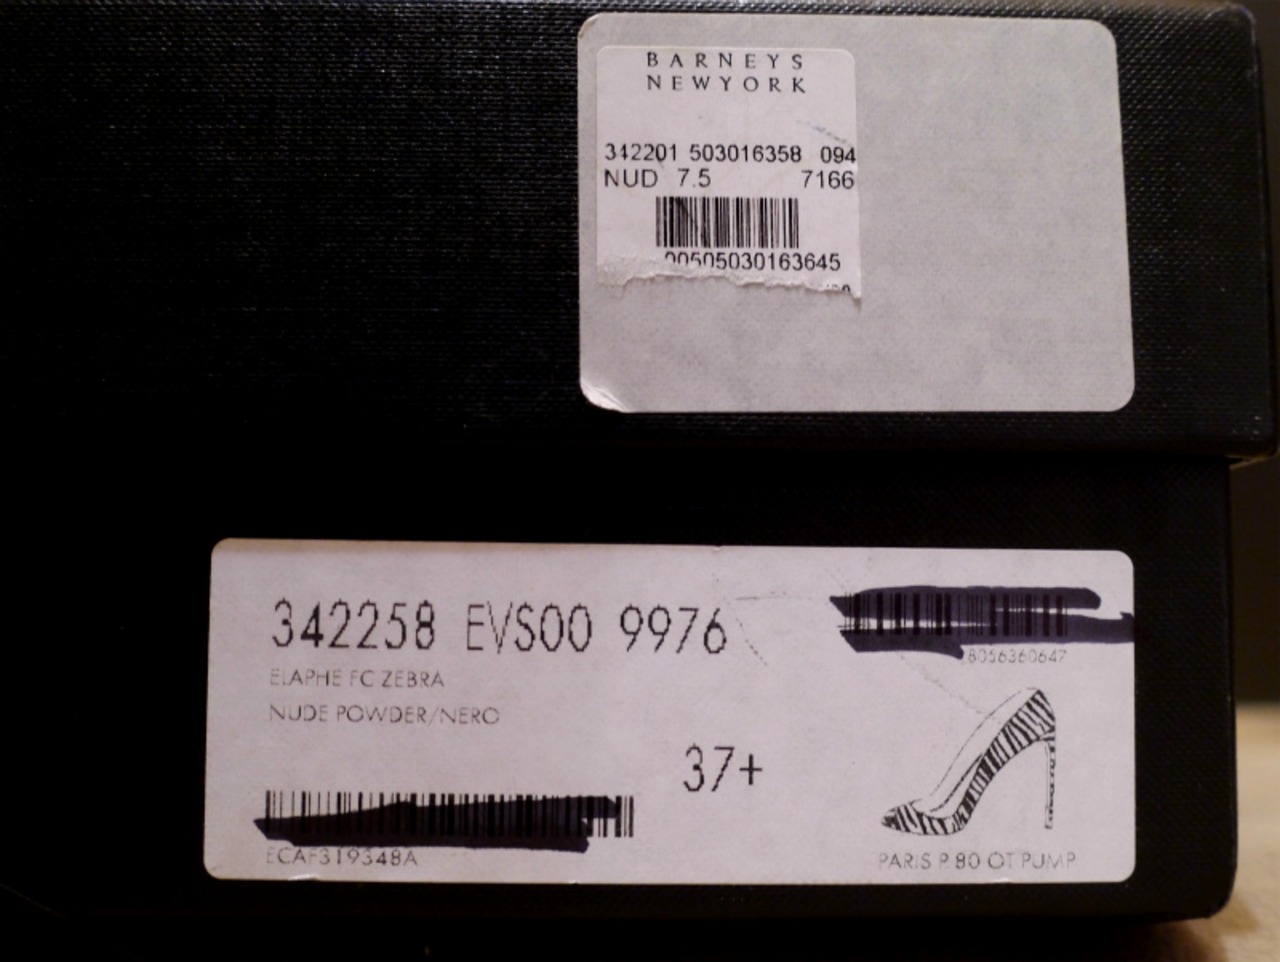 BARNEYS
NEWYORK
342201 503016358 094
NUD 7.5 7166
00505030163645
342258 EVS00 9976
ELAPHE FC ZEBRA
NUDE POWDER/NERO
8056360647
37+
ECAF319348A
PARIS P. 80 OT PUMP